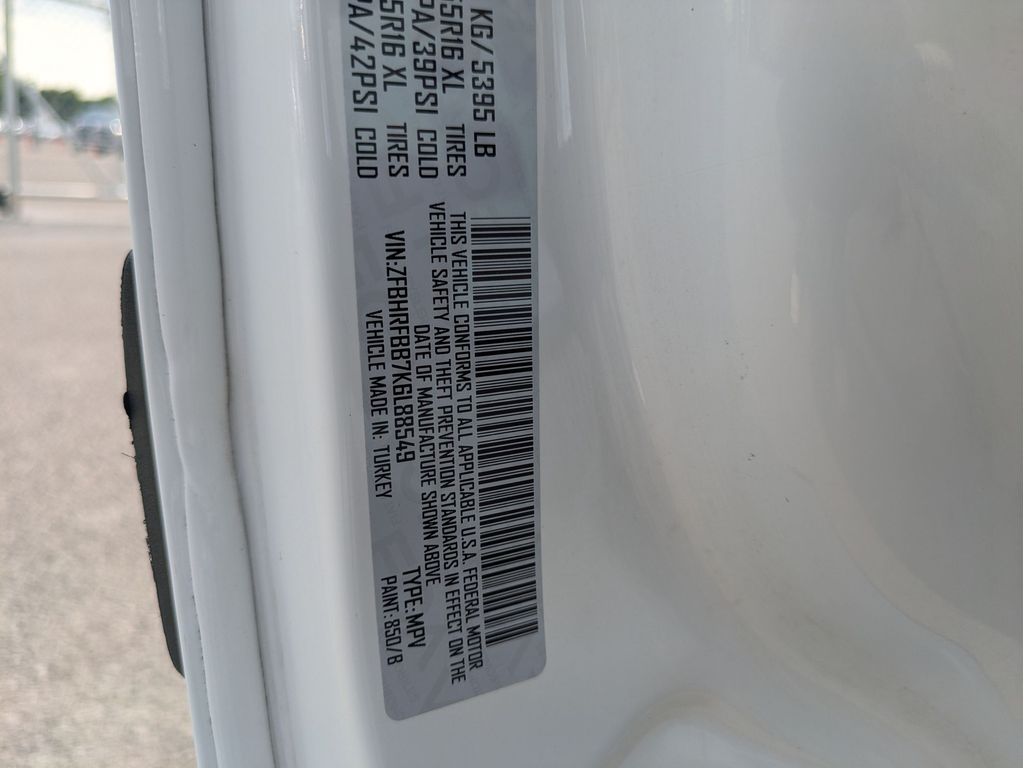 KG/ 5395 LB
5R16 XL TIRES
PA/39PSI COLD
5R16 XL TIRES
PA/42PSI COLD
THIS VEHICLE CONFORMS TO ALL APPLICABLE U.S.A. FEDERAL MOTOR
VEHICLE SAFETY AND THEFT PREVENTION STANDARDS IN EFFECT ON THE
DATE OF MANUFACTURE SHOWN ABOVE
VIN:ZFBHRFBB7K6L88549 TYPE:MPV
VEHICLE MADE IN: TURKEY PAINT:850/B